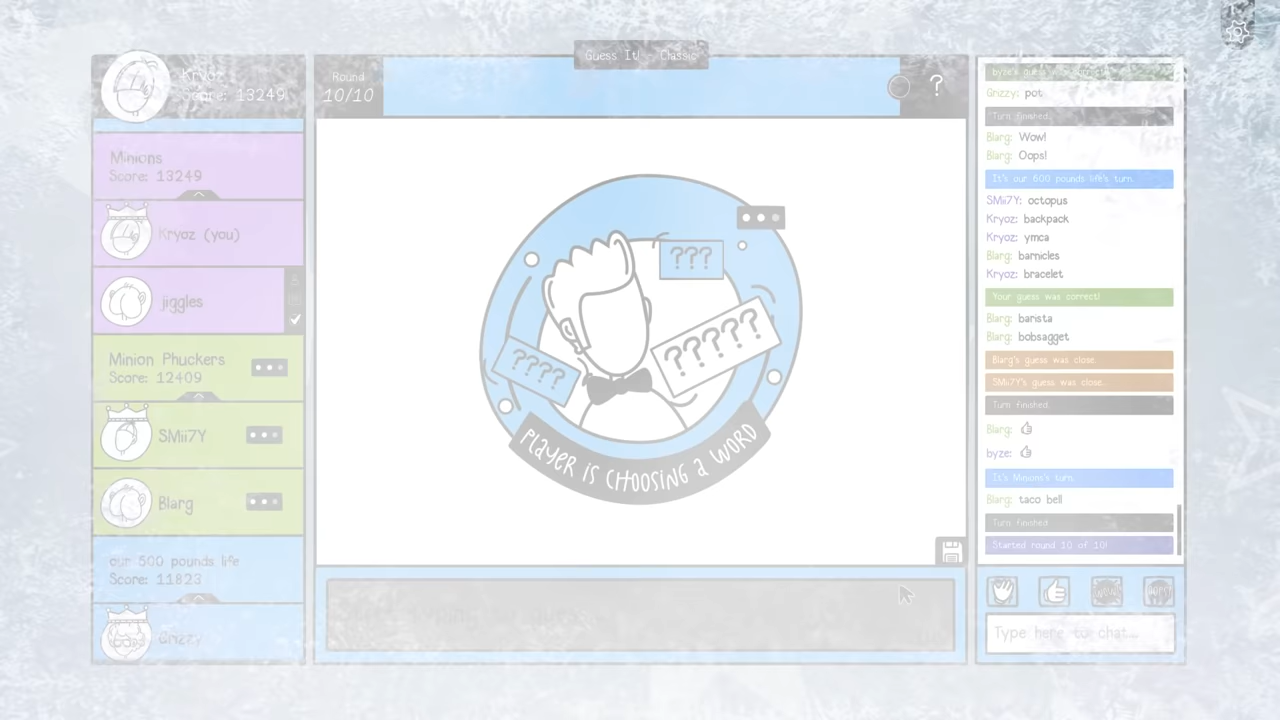 Guess It! - Classic
Kryoz
Score: 13249
Round
10/10
?
Minions
Score: 13249
Kryoz (you)
jiggles
Minion Phuckers
Score: 12409
SMii7Y
Blarg
our 600 pounds life
Score: 11823
Grizzy
???
?????
????
PLAYER IS CHOOSING A WORD
Grizzy: pot
Turn finished.
Blarg: Wow!
Blarg: Oops!
It's our 600 pounds life's turn.
SMii7Y: octopus
Kryoz: backpack
Kryoz: ymca
Blarg: barnicles
Kryoz: bracelet
Your guess was correct!
Blarg: barista
Blarg: bobsagget
Blarg's guess was close.
SMii7Y's guess was close.
Turn finished.
Blarg:
byze:
It's Minions's turn.
Blarg: taco bell
Turn finished.
Started round 10 of 10!
Type here to chat...